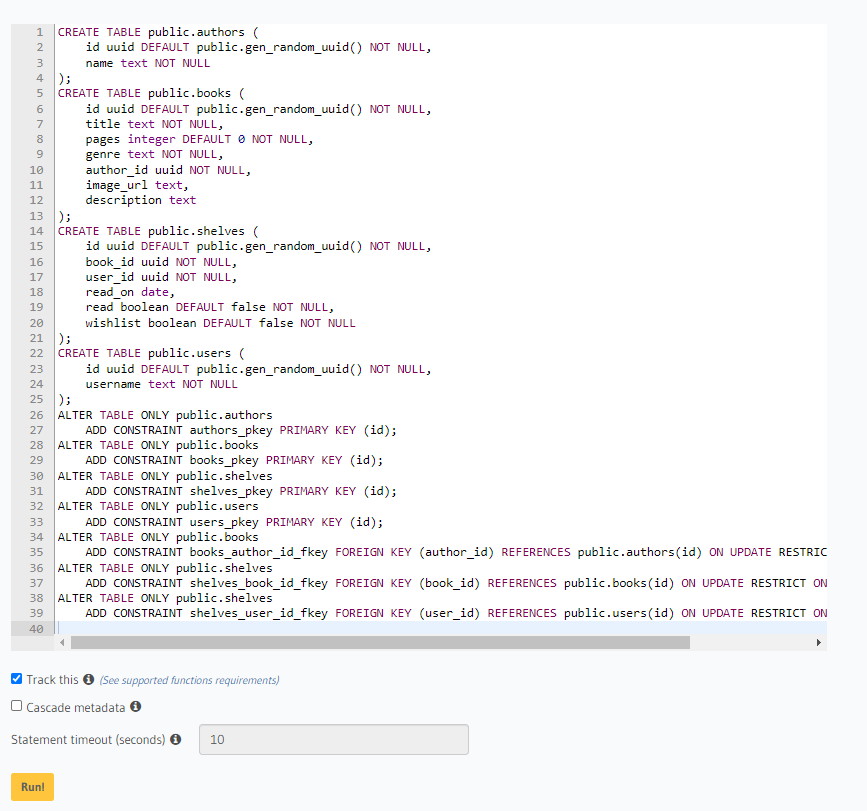 1 CREATE TABLE public.authors (
2     id uuid DEFAULT public.gen_random_uuid() NOT NULL,
3     name text NOT NULL
4 );
5 CREATE TABLE public.books (
6     id uuid DEFAULT public.gen_random_uuid() NOT NULL,
7     title text NOT NULL,
8     pages integer DEFAULT 0 NOT NULL,
9     genre text NOT NULL,
10     author_id uuid NOT NULL,
11     image_url text,
12     description text
13 );
14 CREATE TABLE public.shelves (
15     id uuid DEFAULT public.gen_random_uuid() NOT NULL,
16     book_id uuid NOT NULL,
17     user_id uuid NOT NULL,
18     read_on date,
19     read boolean DEFAULT false NOT NULL,
20     wishlist boolean DEFAULT false NOT NULL
21 );
22 CREATE TABLE public.users (
23     id uuid DEFAULT public.gen_random_uuid() NOT NULL,
24     username text NOT NULL
25 );
26 ALTER TABLE ONLY public.authors
27     ADD CONSTRAINT authors_pkey PRIMARY KEY (id);
28 ALTER TABLE ONLY public.books
29     ADD CONSTRAINT books_pkey PRIMARY KEY (id);
30 ALTER TABLE ONLY public.shelves
31     ADD CONSTRAINT shelves_pkey PRIMARY KEY (id);
32 ALTER TABLE ONLY public.users
33     ADD CONSTRAINT users_pkey PRIMARY KEY (id);
34 ALTER TABLE ONLY public.books
35     ADD CONSTRAINT books_author_id_fkey FOREIGN KEY (author_id) REFERENCES public.authors(id) ON UPDATE RESTRIC
36 ALTER TABLE ONLY public.shelves
37     ADD CONSTRAINT shelves_book_id_fkey FOREIGN KEY (book_id) REFERENCES public.books(id) ON UPDATE RESTRICT ON
38 ALTER TABLE ONLY public.shelves
39     ADD CONSTRAINT shelves_user_id_fkey FOREIGN KEY (user_id) REFERENCES public.users(id) ON UPDATE RESTRICT ON
40
Track this (See supported functions requirements)
Cascade metadata
Statement timeout (seconds) 10
Run!